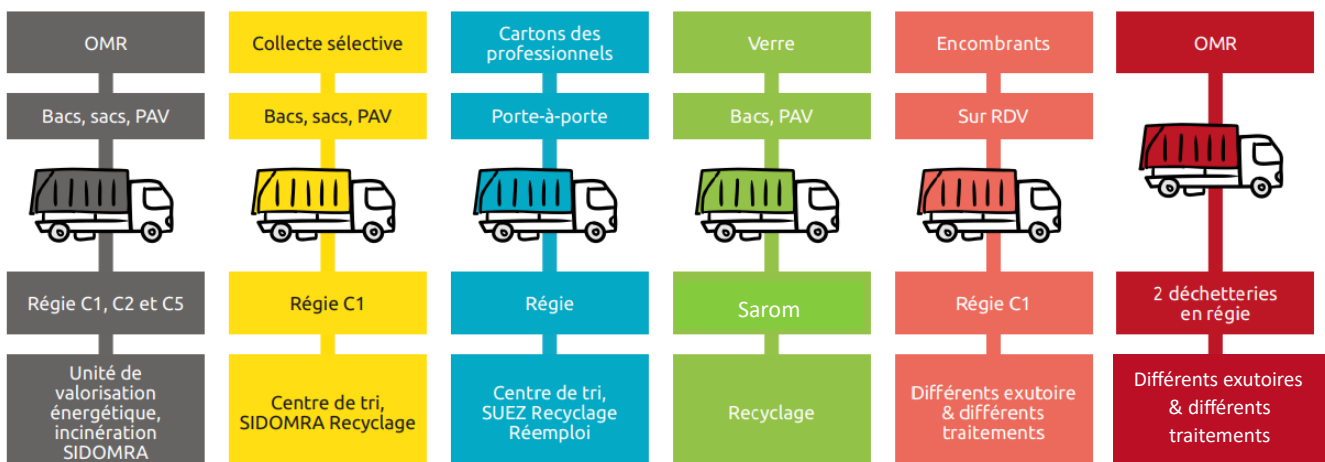 OMR
Bacs, sacs, PAV
Régie C1, C2 et C5
Unité de
valorisation
énergétique,
incinération
SIDOMRA
Collecte sélective
Bacs, sacs, PAV
Régie C1
Centre de tri,
SIDOMRA Recyclage
Cartons des
professionnels
Porte-à-porte
Régie
Centre de tri,
SUEZ Recyclage
Réemploi
Verre
Bacs, PAV
Sarom
Recyclage
Encombrants
Sur RDV
Régie C1
Différents exutoire
& différents
traitements
OMR
2 déchetteries
en régie
Différents exutoires
& différents
traitements